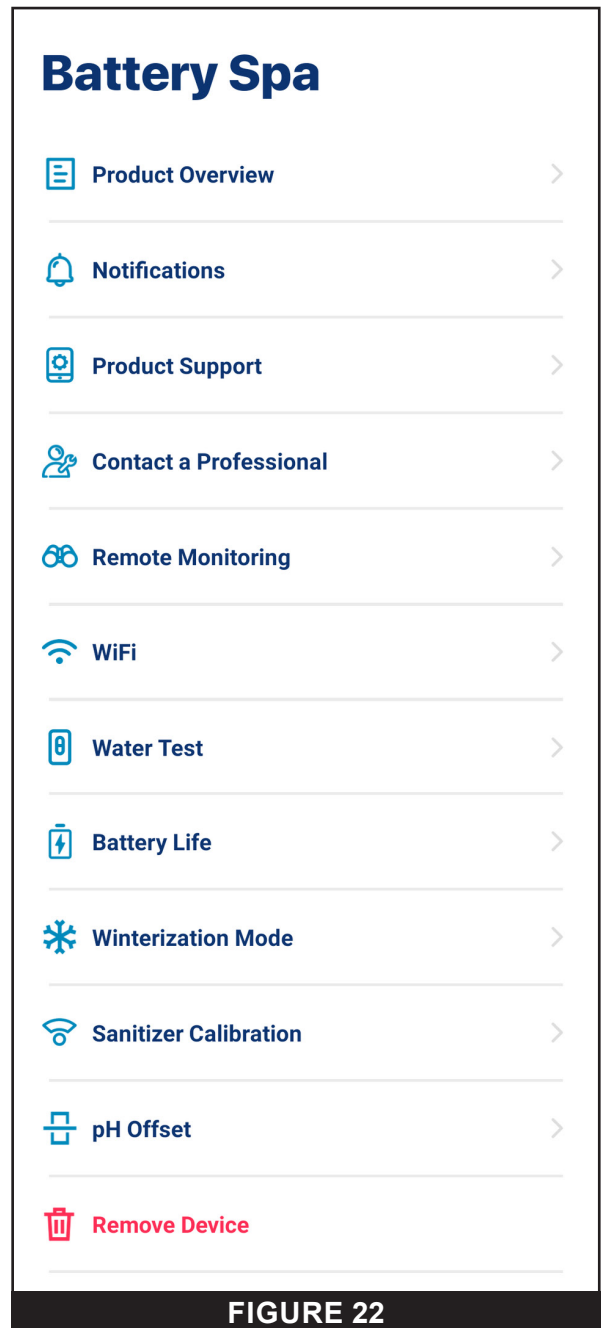 Battery Spa
Product Overview
Notifications
Product Support
Contact a Professional
Remote Monitoring
WiFi
Water Test
Battery Life
Winterization Mode
Sanitizer Calibration
pH Offset
Remove Device
FIGURE 22